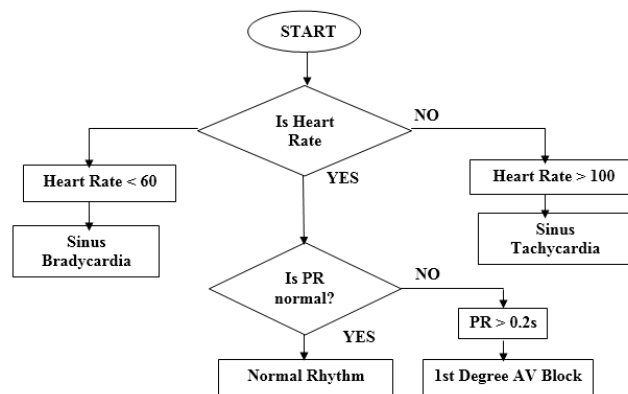 START
Is Heart
Rate
NO
YES
Heart Rate < 60
Heart Rate > 100
Sinus
Bradycardia
Sinus
Tachycardia
Is PR
normal?
NO
YES
PR > 0.2s
Normal Rhythm
1st Degree AV Block